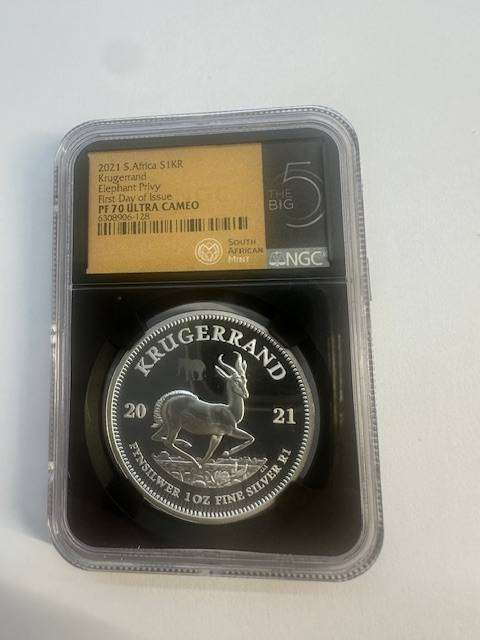 2021 S.Africa S1KR
Krugerrand
Elephant Privy
First Day of Issue
PF 70 ULTRA CAMEO
6308906-128
SOUTH
AFRICAN
MINT
THE
BIG 5
NGC
KRUGERRAND
20 21
FYNSILWER 1 OZ FINE SILVER R1